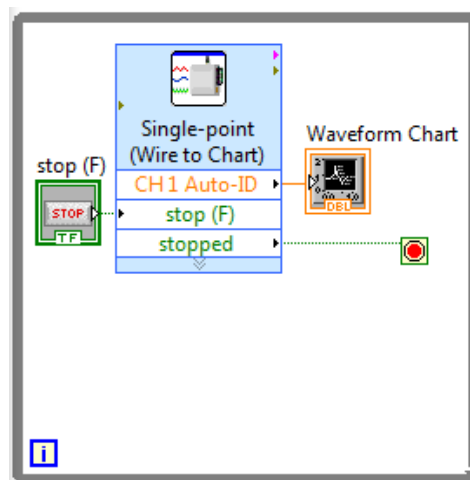 Single-point
(Wire to Chart)
Waveform Chart
stop (F)
CH 1 Auto-ID
DBL
STOP
TF
stop (F)
stopped
i